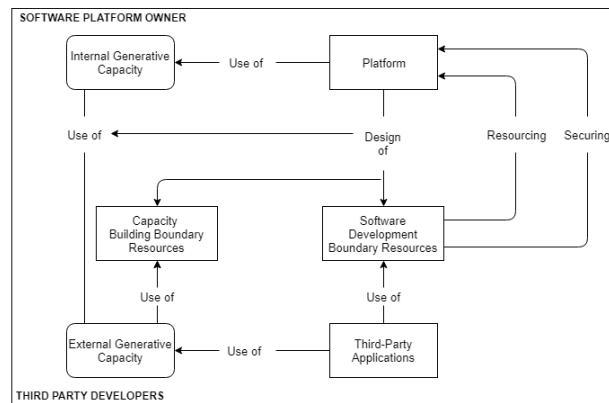 SOFTWARE PLATFORM OWNER
Internal Generative
Capacity
Use of
Platform
Use of
Design
of
Resourcing
Securing
Capacity
Building Boundary
Resources
Software
Development
Boundary Resources
Use of
Use of
External Generative
Capacity
Use of
Third-Party
Applications
THIRD PARTY DEVELOPERS